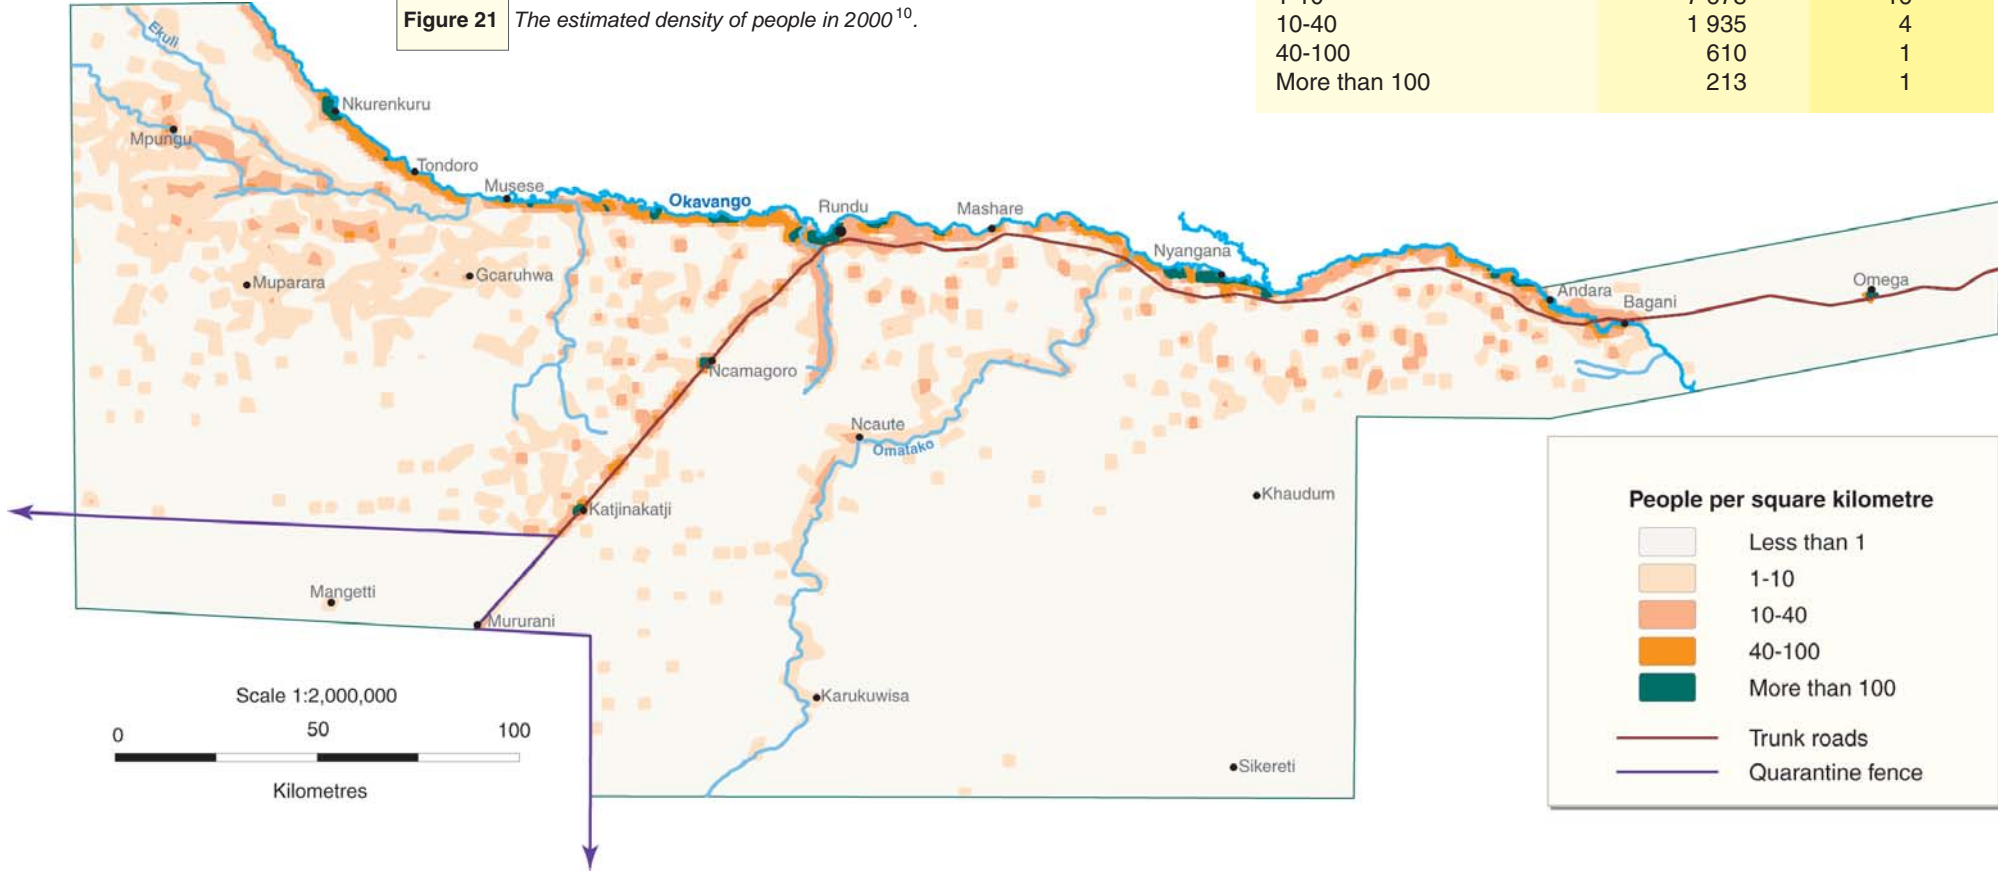 Figure 21 The estimated density of people in 2000 10.
10-40 1 935 4
40-100 610 1
More than 100 213 1
Ekuli
Nkurenkuru
Mpungu
Tondoro
Musese
Okavango
Rundu
Mashare
Nyangana
Muparara
Gcaruhwa
Andara
Bagani
Omega
Ncamagoro
Ncaute
Omatako
Khaudum
Katjinakatji
Mangetti
Mururani
Karukuwisa
Sikereti
Scale 1:2,000,000
0 50 100
Kilometres
People per square kilometre
Less than 1
1-10
10-40
40-100
More than 100
Trunk roads
Quarantine fence